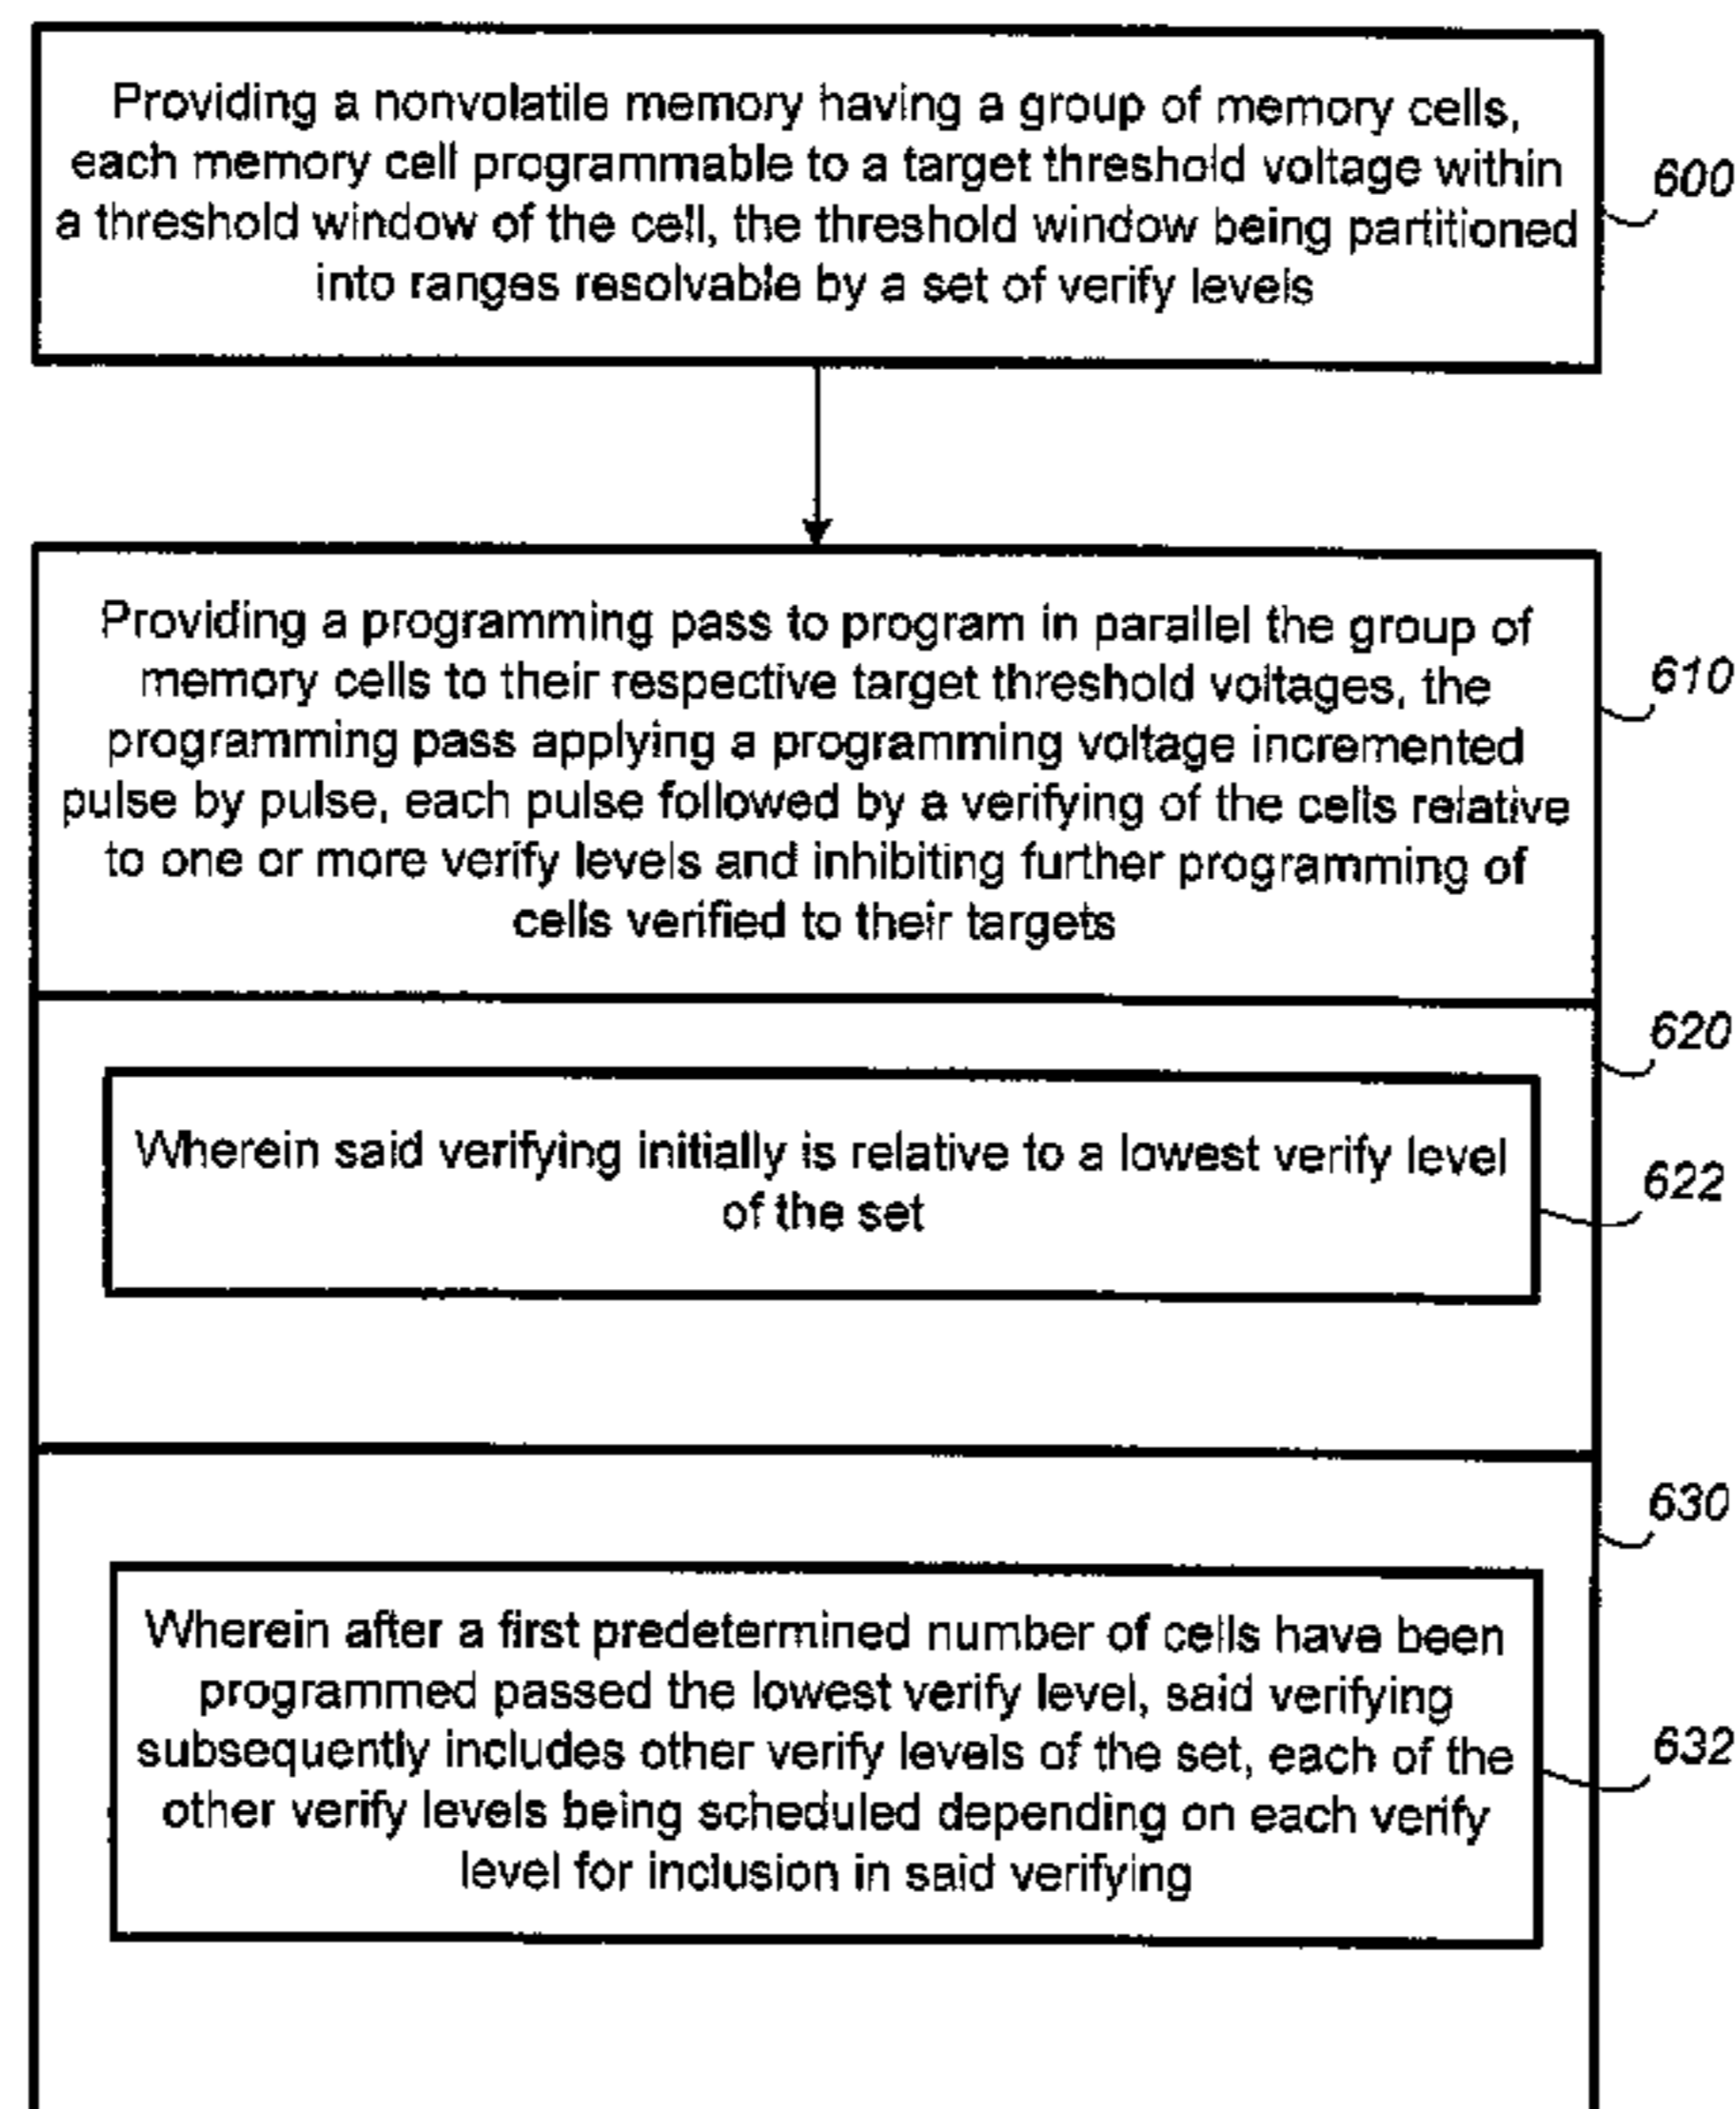 Providing a nonvolatile memory having a group of memory cells,
each memory cell programmable to a target threshold voltage within
a threshold window of the cell, the threshold window being partitioned
into ranges resolvable by a set of verify levels
600
Providing a programming pass to program in parallel the group of
memory cells to their respective target threshold voltages, the
programming pass applying a programming voltage incremented
pulse by pulse, each pulse followed by a verifying of the cells relative
to one or more verify levels and inhibiting further programming of
cells verified to their targets
610
620
Wherein said verifying initially is relative to a lowest verify level
of the set
622
630
Wherein after a first predetermined number of cells have been
programmed passed the lowest verify level, said verifying
subsequently includes other verify levels of the set, each of the
other verify levels being scheduled depending on each verify
level for inclusion in said verifying
632